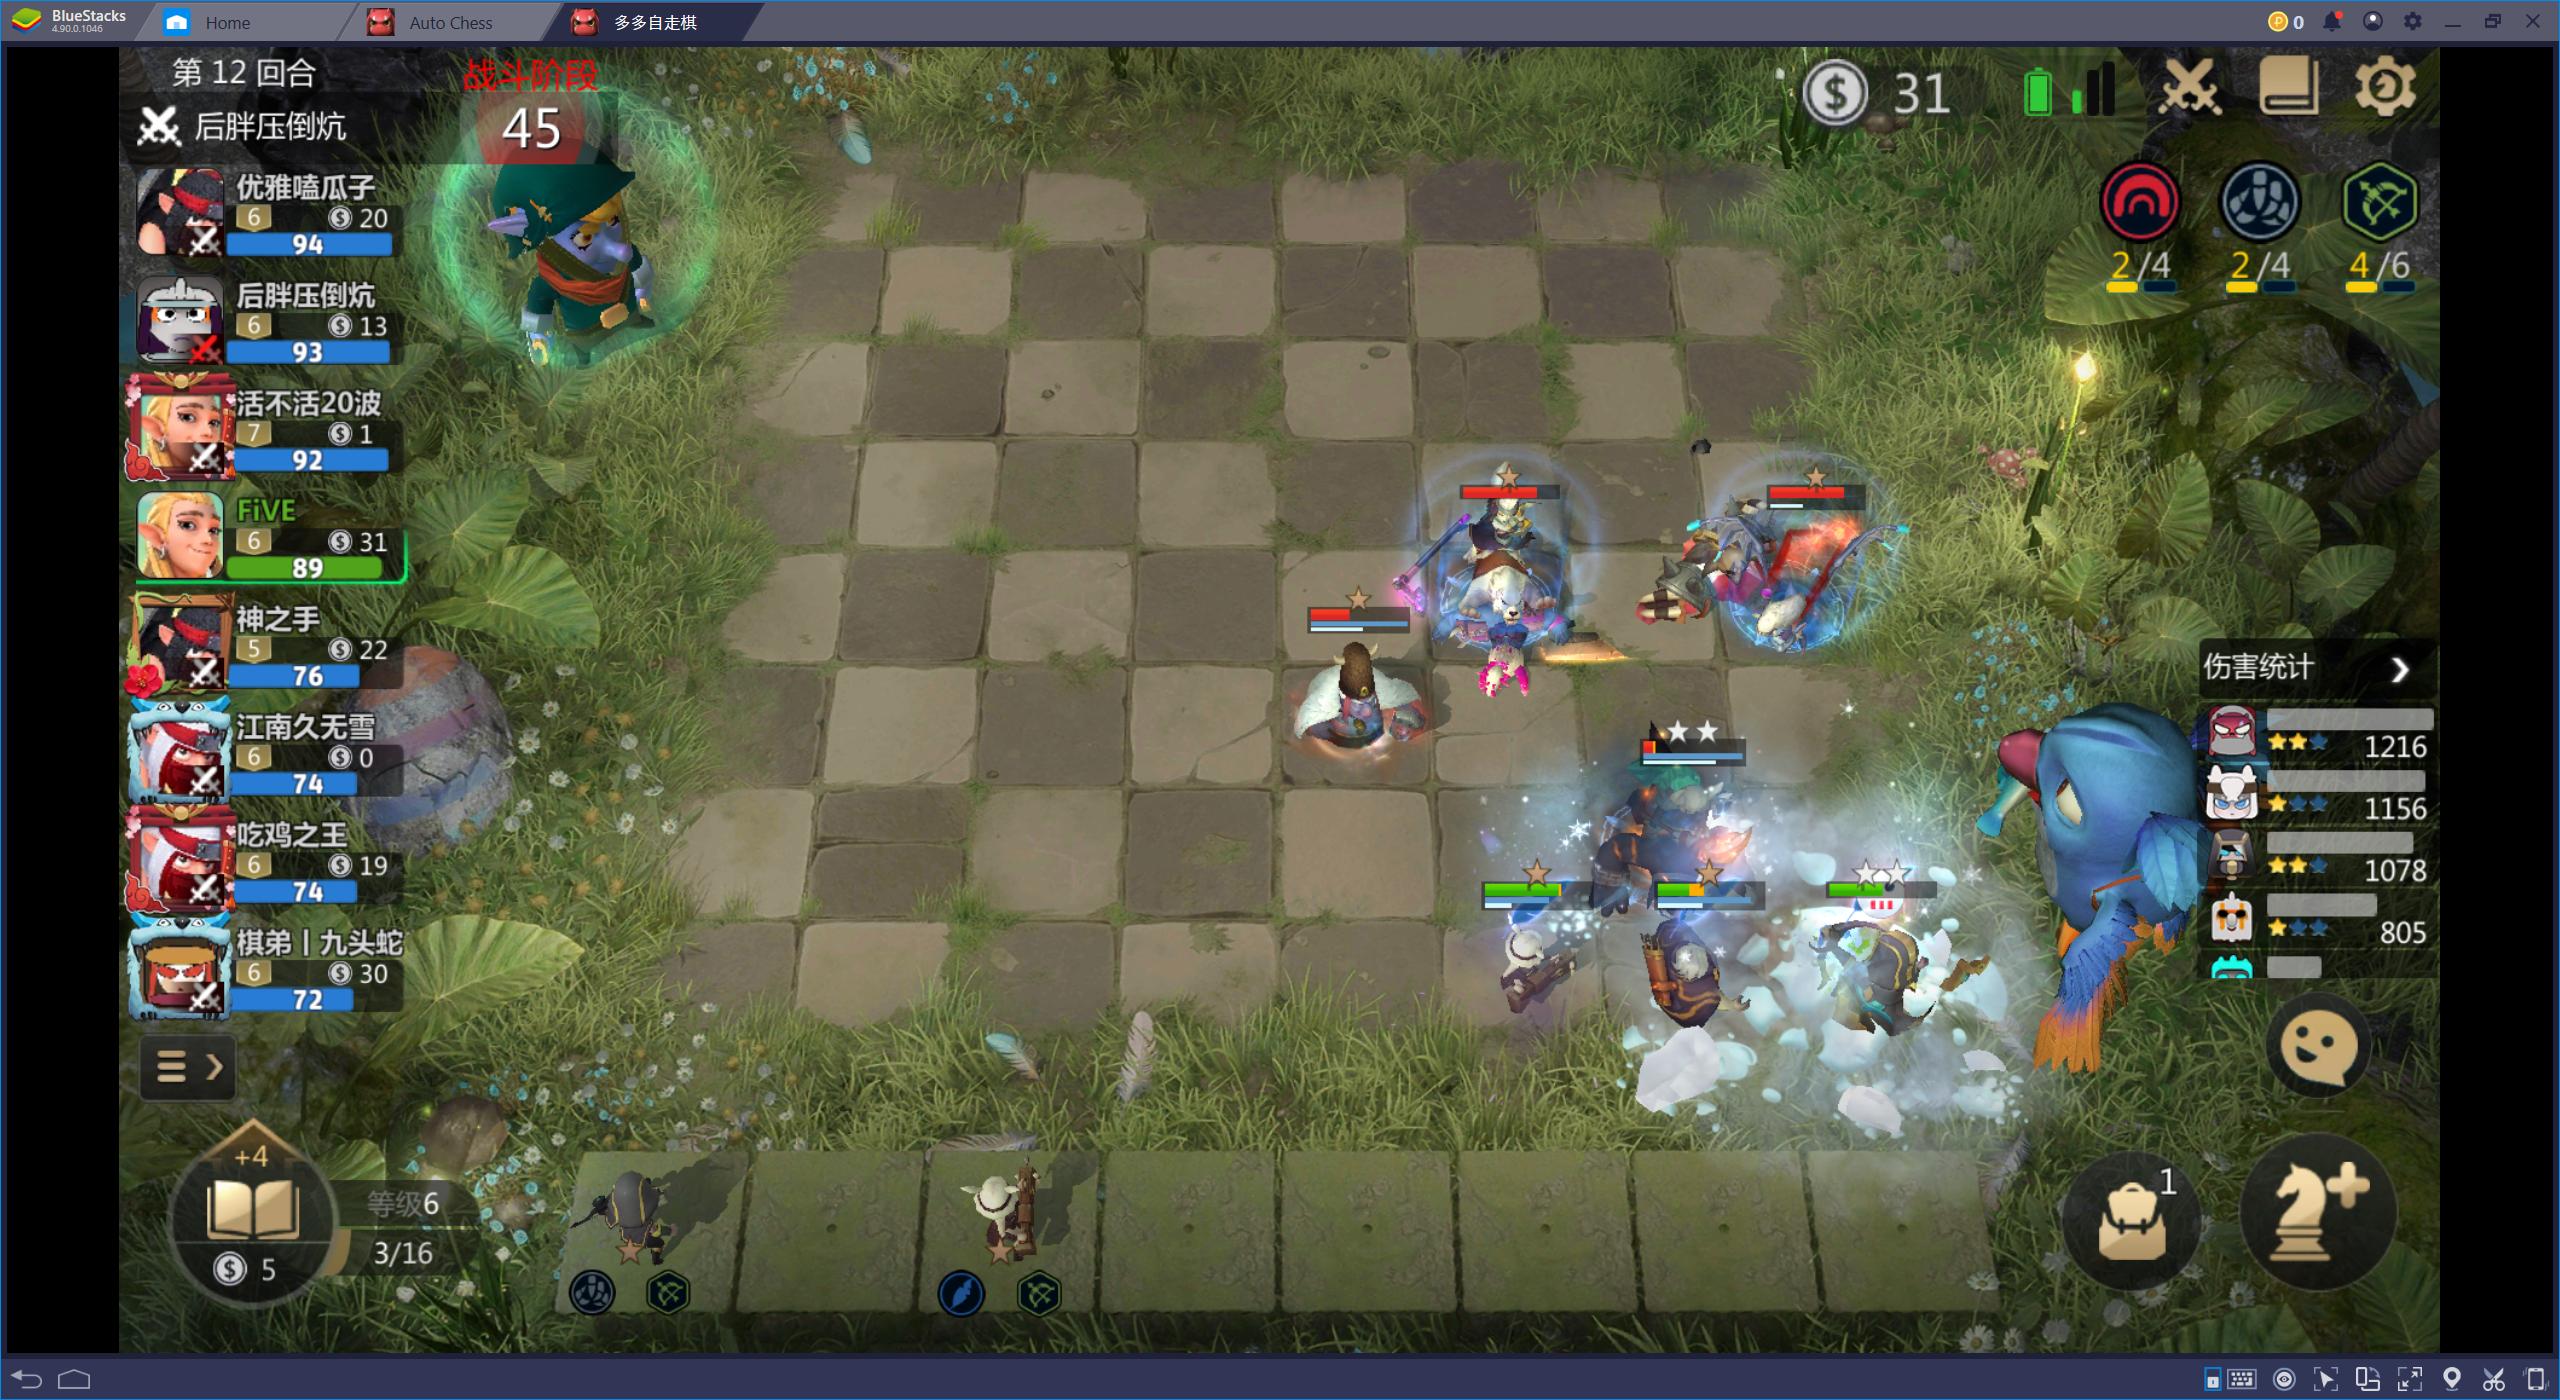 BlueStacks
4.90.0.1046
Home
Auto Chess
多多自走棋
0
第 12 回合
战斗阶段
后胖压倒炕
45
31
优雅嗑瓜子
6 20
94
后胖压倒炕
6 13
93
活不活20波
7 1
92
FiVE
6 31
89
神之手
5 22
76
江南久无雪
6 0
74
吃鸡之王
6 19
74
棋弟丨九头蛇
6 30
72
2/4 2/4 4/6
伤害统计
1216
1156
1078
805
+4
等级6
3/16
5
1